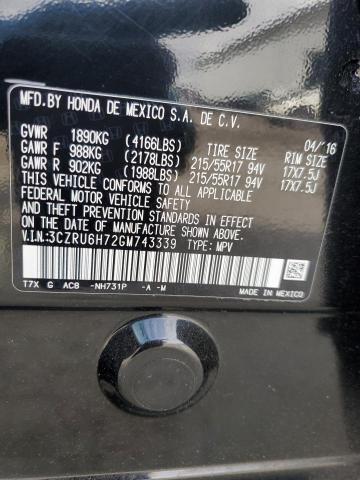 MFD.BY HONDA DE MEXICO S.A. DE C.V.
04/16
GVWR 1890KG (4166LBS) TIRE SIZE RIM SIZE
GAWR F 988KG (2178LBS) 215/55R17 94V 17X7.5J
GAWR R 902KG (1988LBS) 215/55R17 94V 17X7.5J
THIS VEHICLE CONFORMS TO ALL APPLICABLE
FEDERAL MOTOR VEHICLE SAFETY
STANDARDS IN EFFECT ON THE
DATE OF MANUFACTURE SHOWN ABOVE.
V.I.N:3CZRU6H72GM743339 TYPE: MPV
T7X G AC8 -NH731P -A -M
MADE IN MEXICO